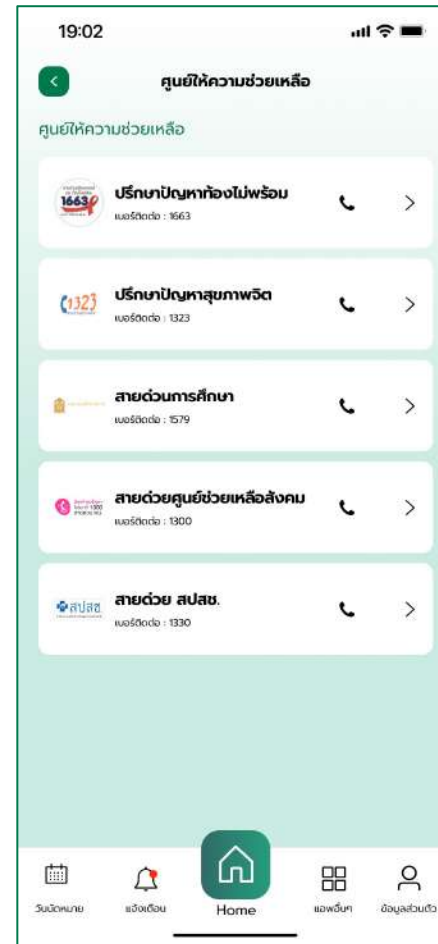 19:02
ศูนย์ให้ความช่วยเหลือ
ศูนย์ให้ความช่วยเหลือ
1663
ปรึกษาปัญหาท้องไม่พร้อม
เบอร์ติดต่อ : 1663
1323
ปรึกษาปัญหาสุขภาพจิต
เบอร์ติดต่อ : 1323
สายด่วนการศึกษา
เบอร์ติดต่อ : 1579
1300
สายด่วยศูนย์ช่วยเหลือสังคม
เบอร์ติดต่อ : 1300
สปสช.
สายด่วย สปสช.
เบอร์ติดต่อ : 1330
วันนัดหมาย
แจ้งเตือน
Home
แอพอื่นๆ
ข้อมูลส่วนตัว